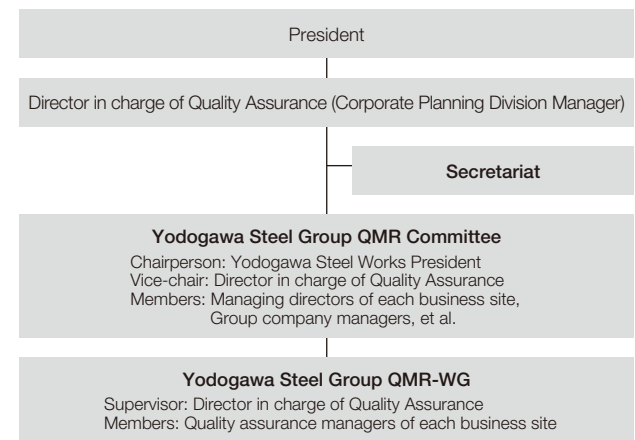 President
Director in charge of Quality Assurance (Corporate Planning Division Manager)
Secretariat
Yodogawa Steel Group QMR Committee
Chairperson: Yodogawa Steel Works President
Vice-chair: Director in charge of Quality Assurance
Members: Managing directors of each business site,
Group company managers, et al.
Yodogawa Steel Group QMR-WG
Supervisor: Director in charge of Quality Assurance
Members: Quality assurance managers of each business site